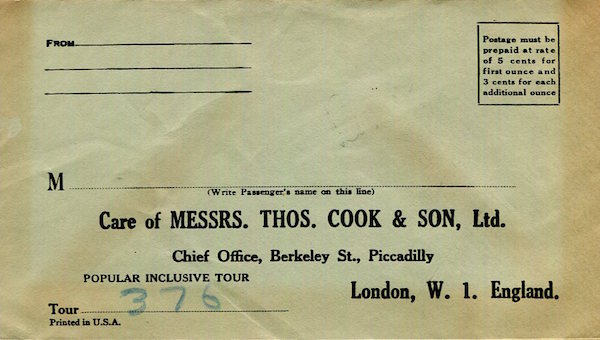 FROM
Postage must be
prepaid at rate
of 5 cents for
first ounce and
3 cents for each
additional ounce
M
(Write Passenger's name on this line)
Care of MESSRS. THOS. COOK & SON, Ltd.
Chief Office, Berkeley St., Piccadilly
POPULAR INCLUSIVE TOUR
London, W. 1. England.
Tour 376
Printed in U.S.A.